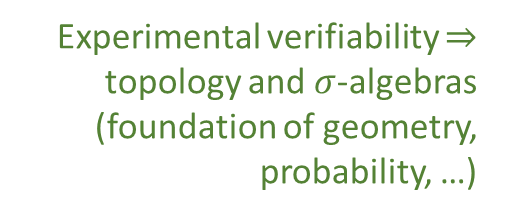 Experimental verifiability ⇒
topology and 𝜎-algebras
(foundation of geometry,
probability, …)